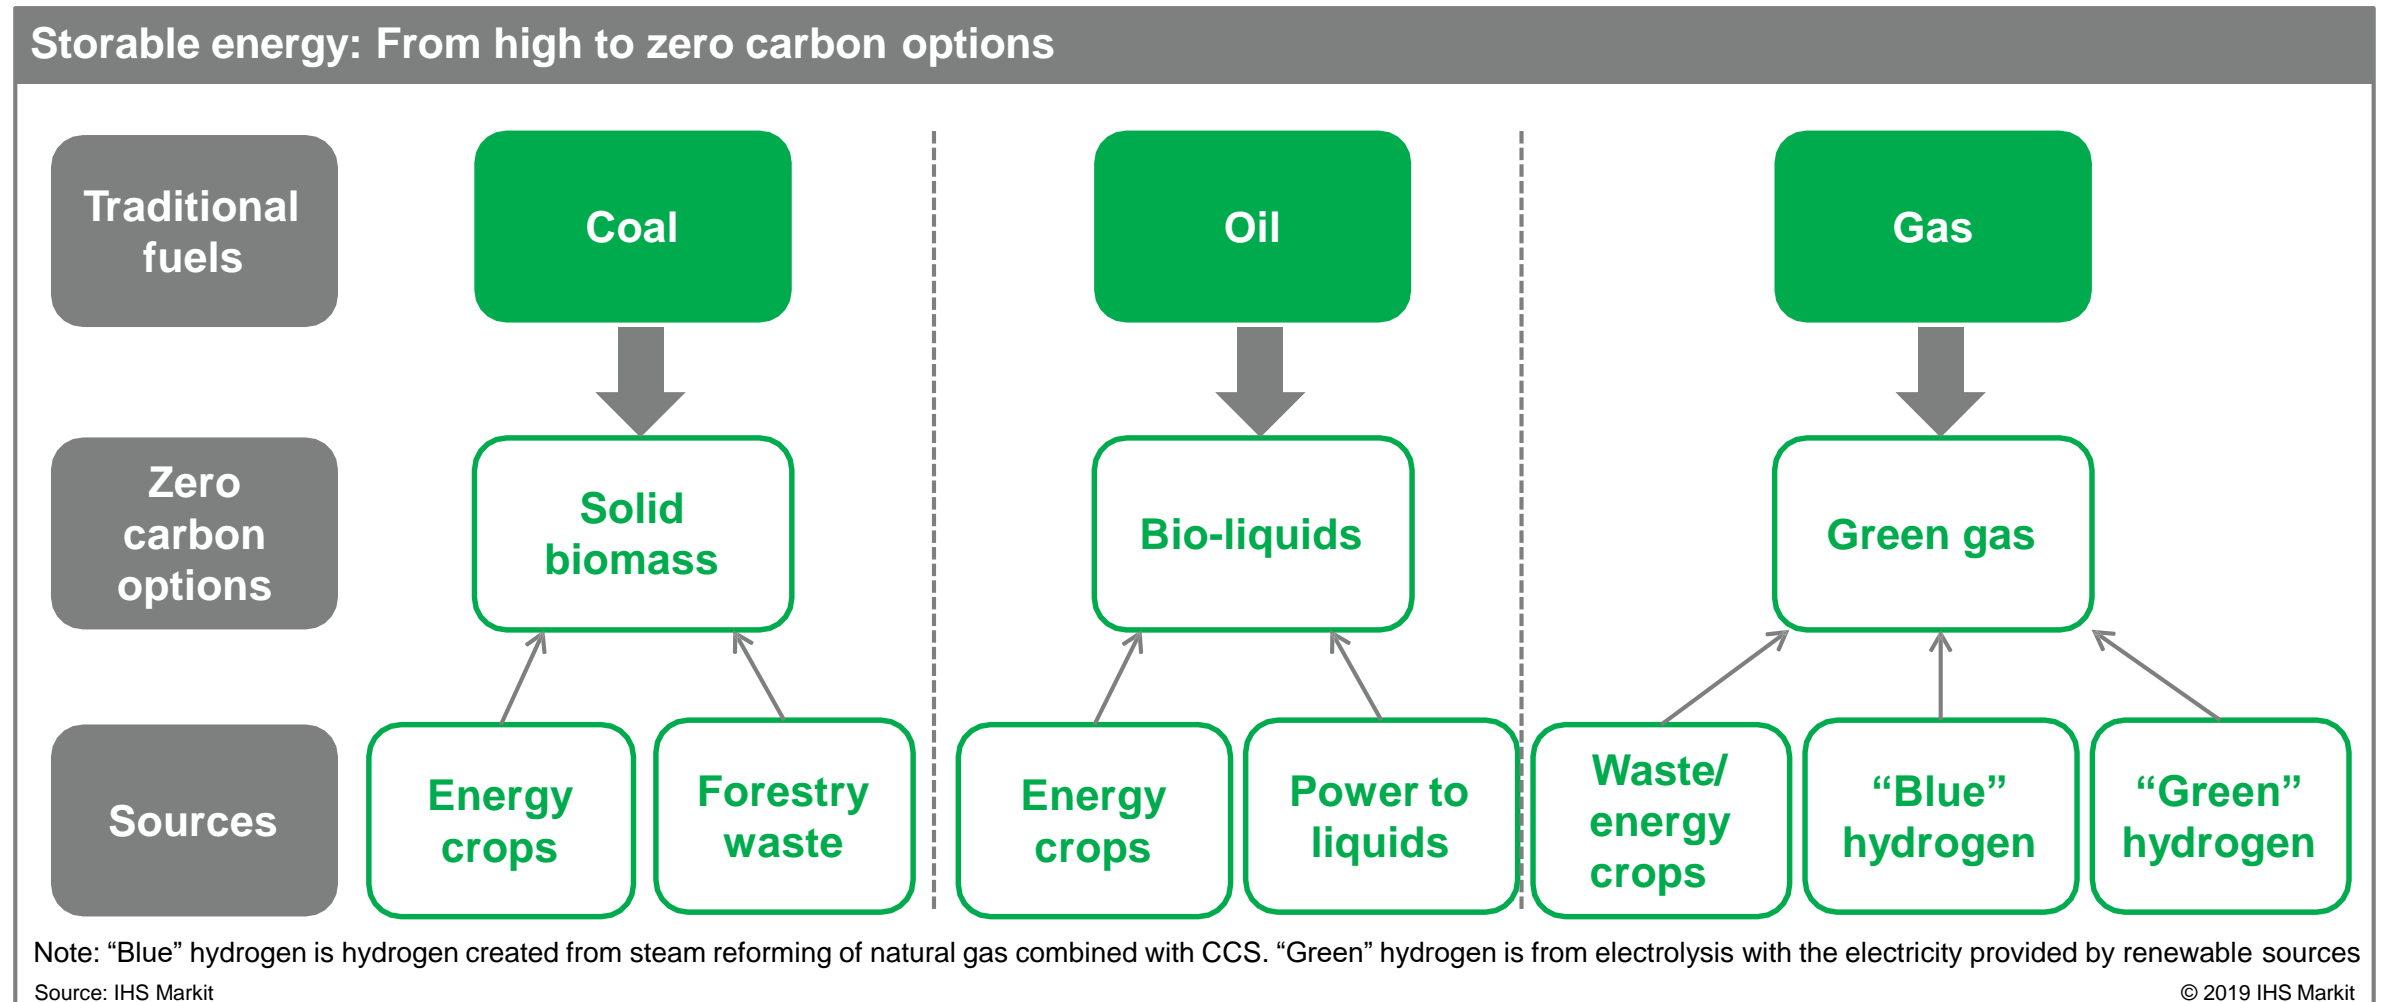 Storable energy: From high to zero carbon options
Traditional
fuels
Coal
Oil
Gas
Zero
carbon
options
Solid
biomass
Bio-liquids
Green gas
Sources
Energy
crops
Forestry
waste
Energy
crops
Power to
liquids
Waste/
energy
crops
“Blue”
hydrogen
“Green”
hydrogen
Note: “Blue” hydrogen is hydrogen created from steam reforming of natural gas combined with CCS. “Green” hydrogen is from electrolysis with the electricity provided by renewable sources
Source: IHS Markit
© 2019 IHS Markit